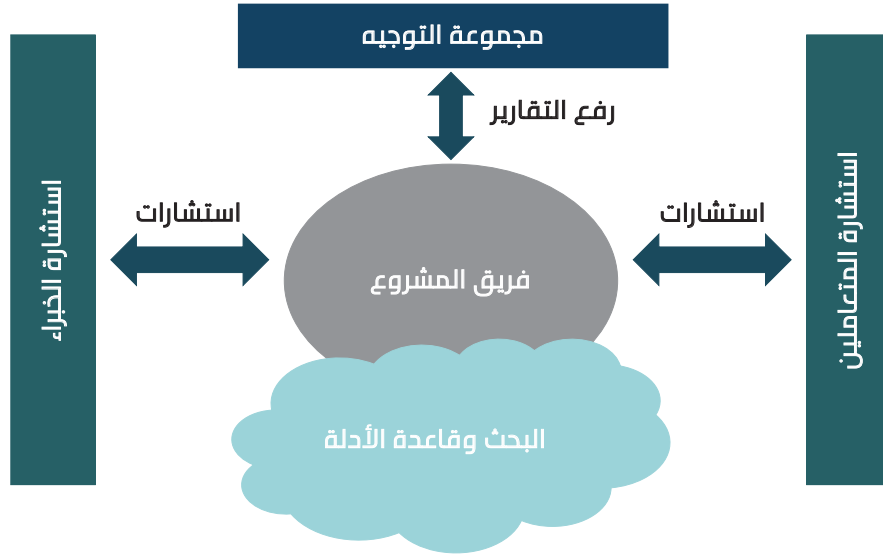 مجموعة التوجيه
رفع التقارير
استشارة المتعاملين
استشارات
فريق المشروع
استشارات
استشارة الخبراء
البحث وقاعدة الأدلة